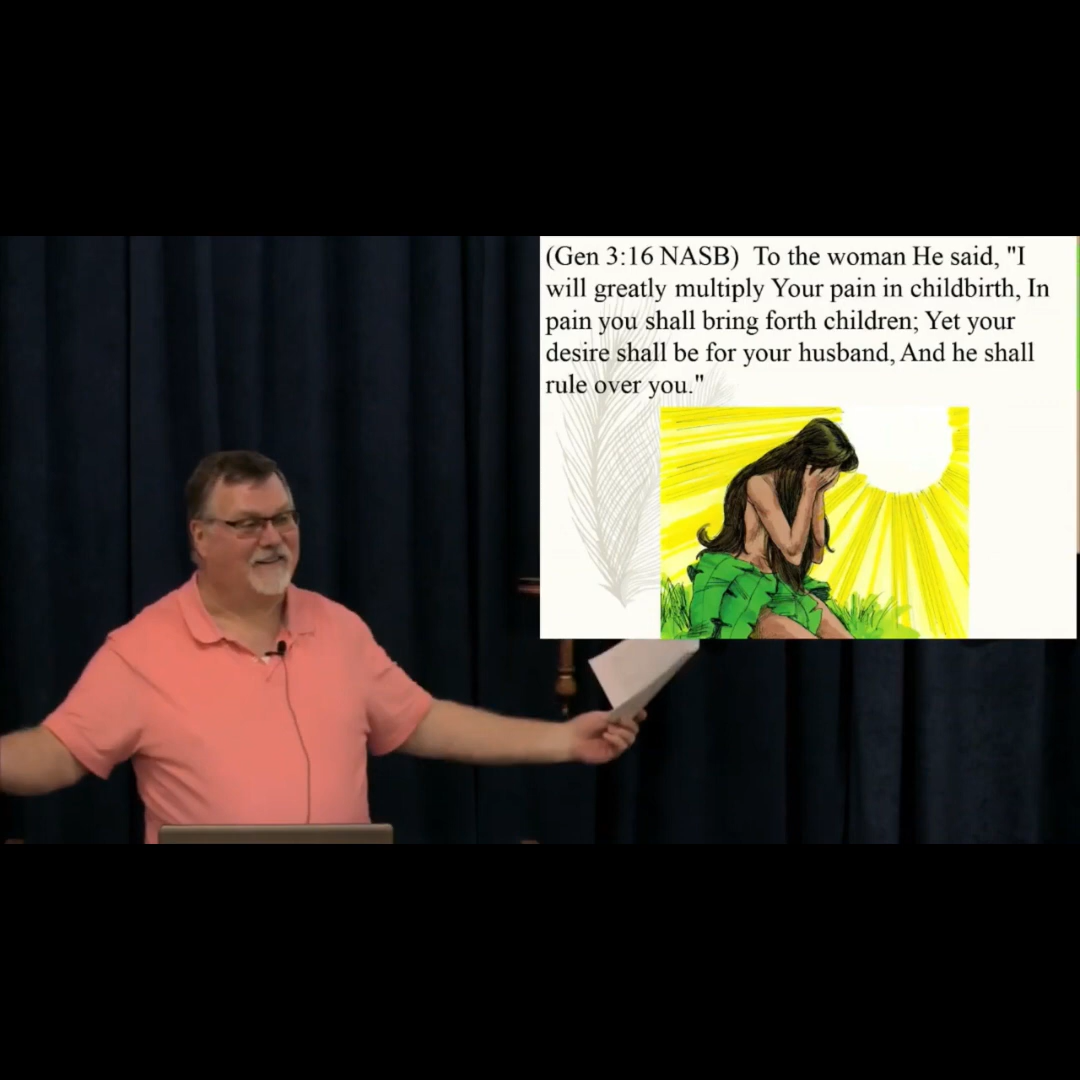 (Gen 3:16 NASB)  To the woman He said, "I
will greatly multiply Your pain in childbirth, In
pain you shall bring forth children; Yet your
desire shall be for your husband, And he shall
rule over you."